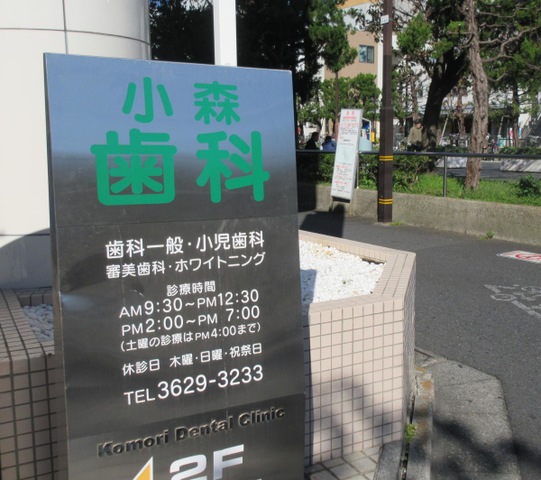 小森
歯科
歯科一般・小児歯科
審美歯科・ホワイトニング
診療時間
AM9:30~PM12:30
PM2:00~PM 7:00
(土曜の診療はPM4:00まで)
休診日 木曜・日曜・祝祭日
TEL3629-3233
Komori Dental Clinic
2F